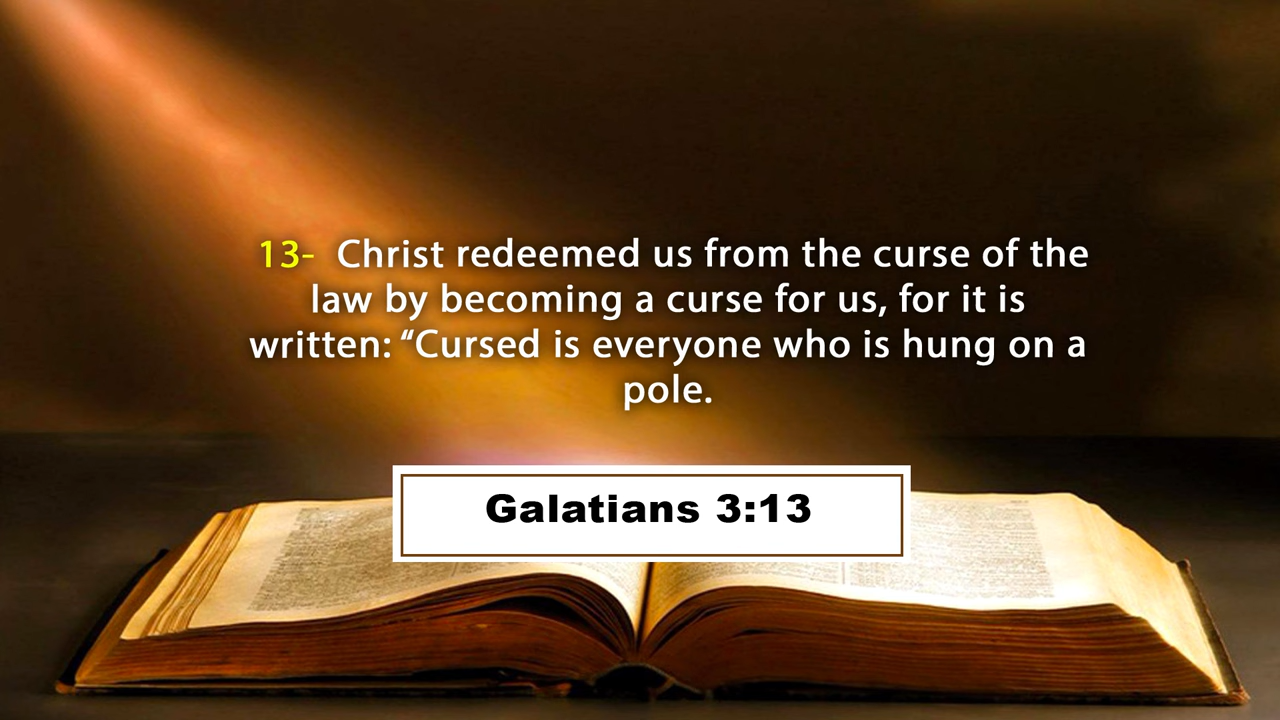 13- Christ redeemed us from the curse of the
law by becoming a curse for us, for it is
written: “Cursed is everyone who is hung on a
pole.
Galatians 3:13